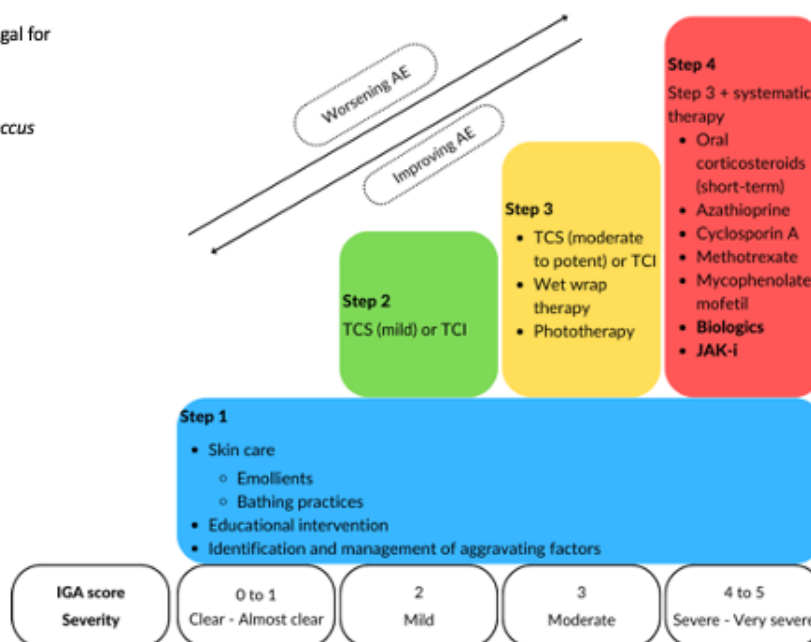 gal for
ccus
Worsening AE
Improving AE
Step 4
Step 3 + systematic
therapy
• Oral
corticosteroids
(short-term)
• Azathioprine
• Cyclosporin A
• Methotrexate
• Mycophenolate
mofetil
• Biologics
• JAK-i
Step 3
• TCS (moderate
to potent) or TCI
• Wet wrap
therapy
• Phototherapy
Step 2
TCS (mild) or TCI
Step 1
• Skin care
○ Emollients
○ Bathing practices
• Educational intervention
• Identification and management of aggravating factors
IGA score
Severity
0 to 1
Clear - Almost clear
2
Mild
3
Moderate
4 to 5
Severe - Very severe